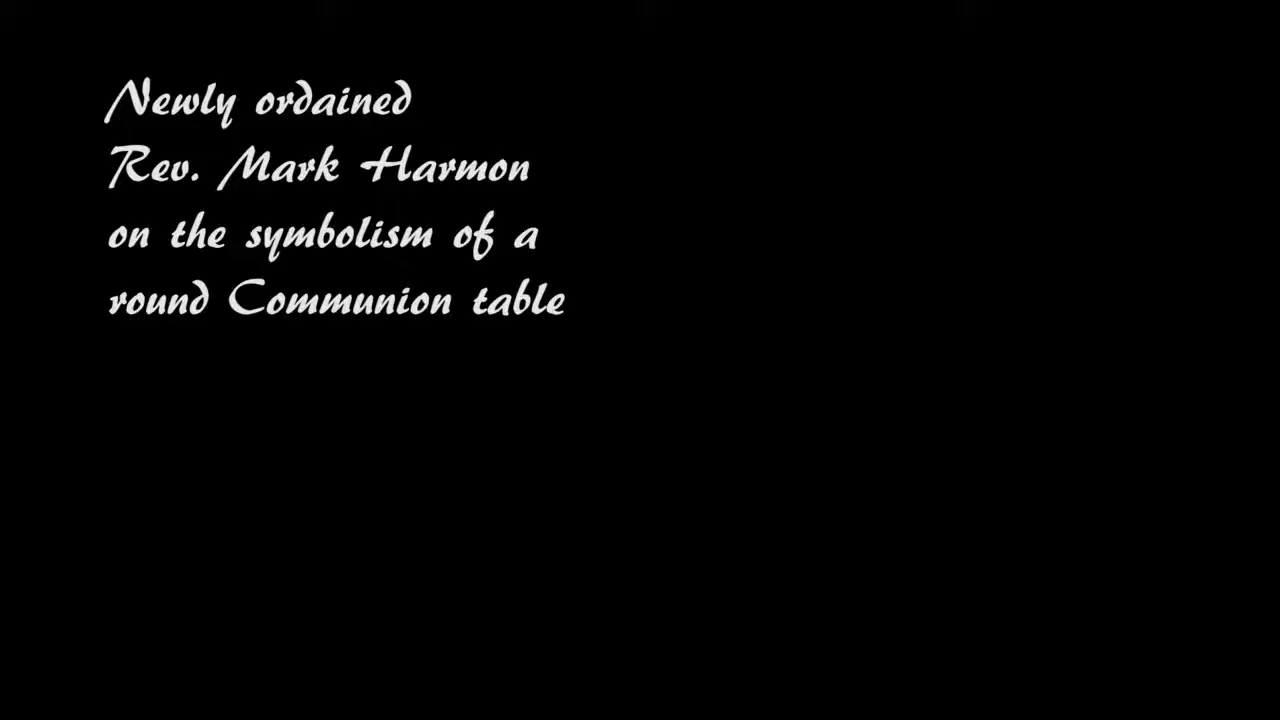 Newly ordained
Rev. Mark Harmon
on the symbolism of a
round Communion table